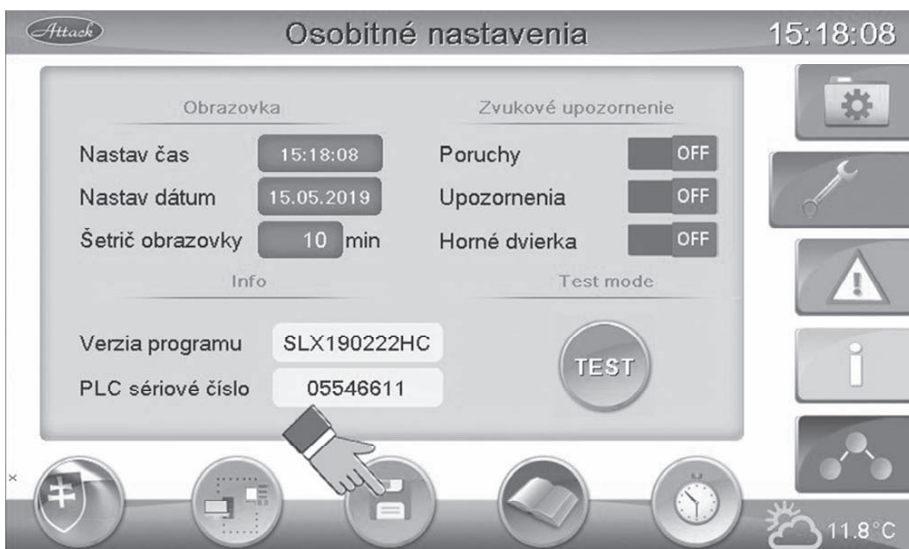 Attack
Osobitné nastavenia
15:18:08
Obrazovka
Nastav čas 15:18:08
Nastav dátum 15.05.2019
Šetrič obrazovky 10 min
Zvukové upozornenie
Poruchy OFF
Upozornenia OFF
Horné dvierka OFF
Info
Verzia programu SLX190222HC
PLC sériové číslo 05546611
Test mode
TEST
x
11.8°C